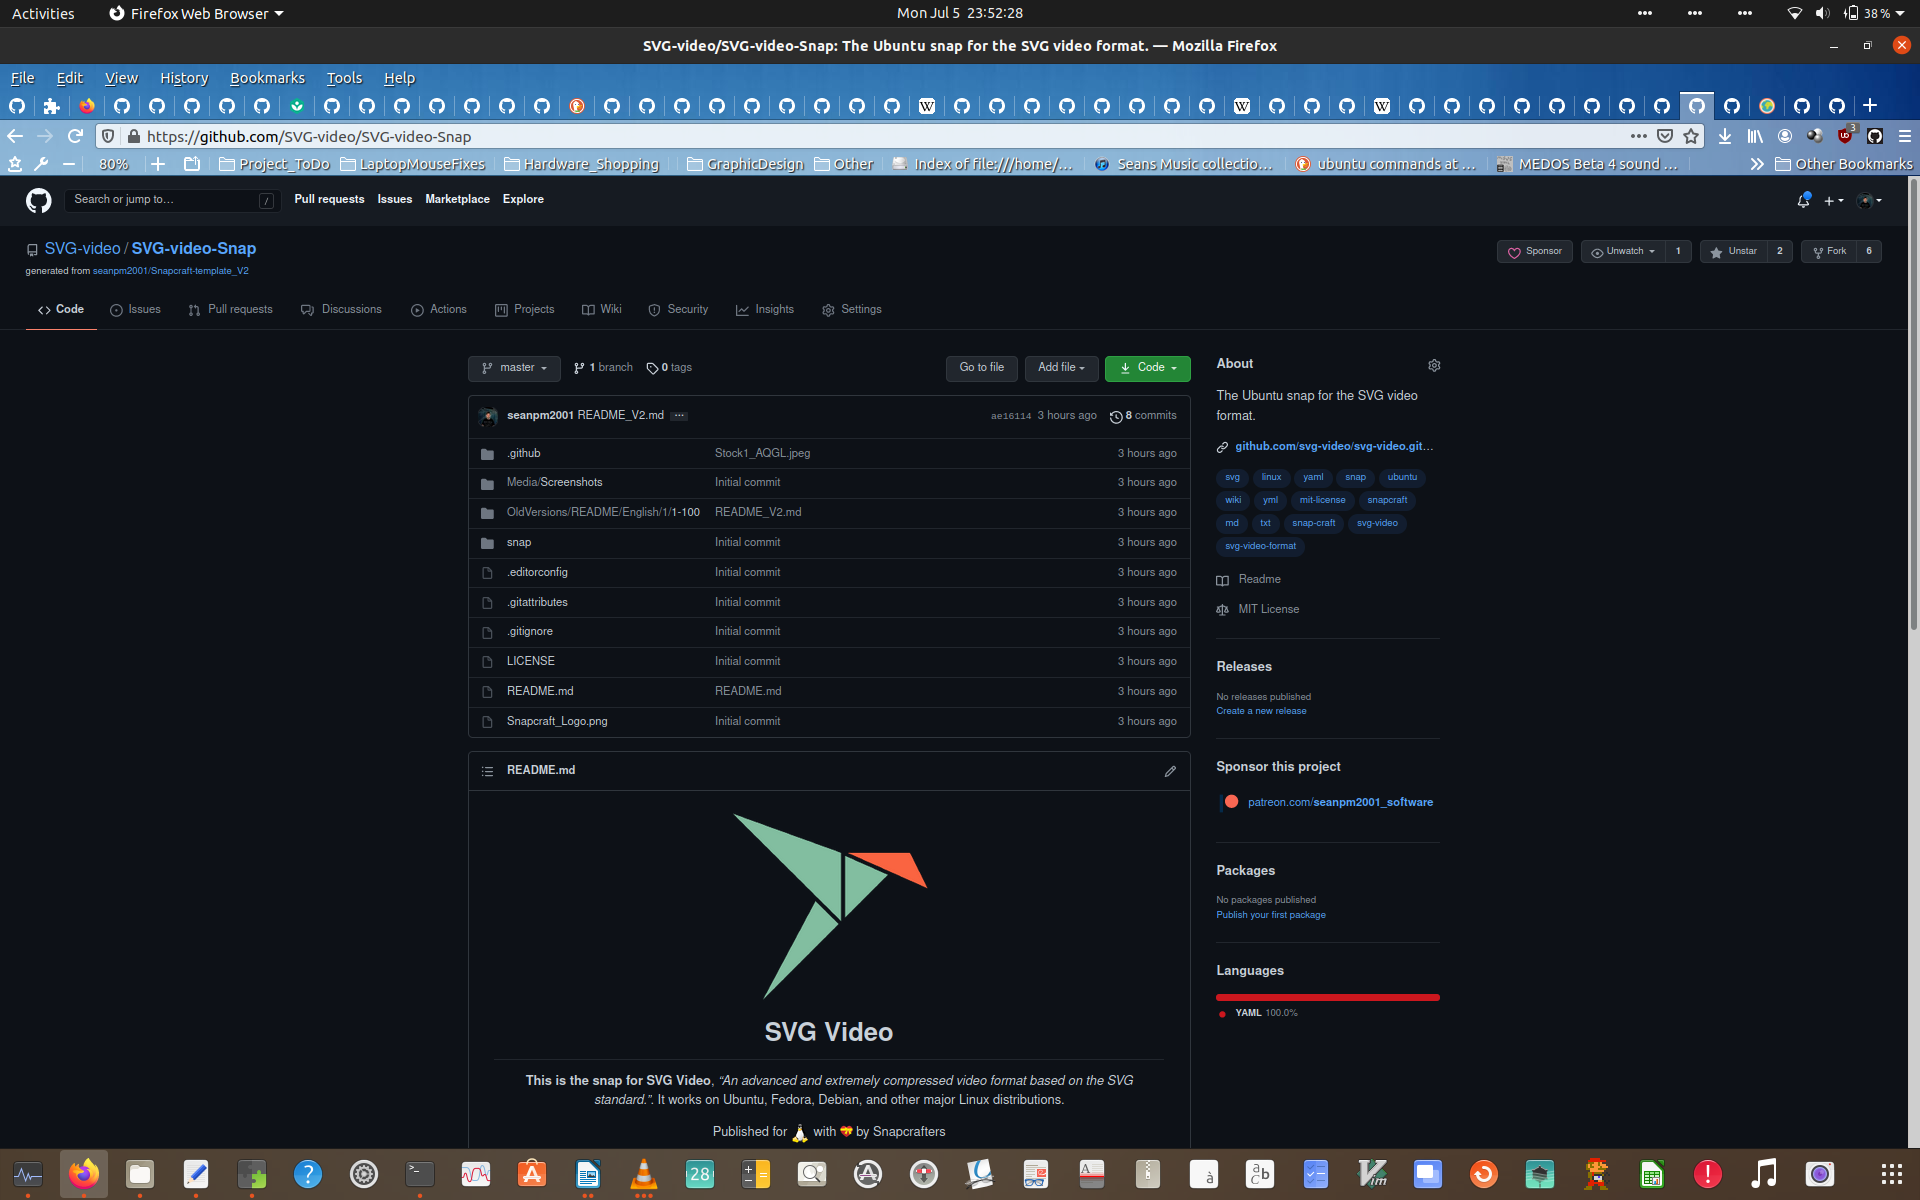 Activities
Firefox Web Browser
Mon Jul 5 23:52:28
38 %
SVG-video/SVG-video-Snap: The Ubuntu snap for the SVG video format. — Mozilla Firefox
File Edit View History Bookmarks Tools Help
https://github.com/SVG-video/SVG-video-Snap
3
80%
Project_ToDo
LaptopMouseFixes
Hardware_Shopping
GraphicDesign
Other
Index of file:///home/...
Seans Music collectio...
ubuntu commands at ...
MEDOS Beta 4 sound ...
Other Bookmarks
Search or jump to... /
Pull requests Issues Marketplace Explore
SVG-video / SVG-video-Snap
generated from seanpm2001/Snapcraft-template_V2
Sponsor
Unwatch 1
Unstar 2
Fork 6
Code
Issues
Pull requests
Discussions
Actions
Projects
Wiki
Security
Insights
Settings
master
1 branch
0 tags
Go to file
Add file
Code
seanpm2001 README_V2.md ...
ae16114 3 hours ago
8 commits
.github Stock1_AQGL.jpeg 3 hours ago
Media/Screenshots Initial commit 3 hours ago
OldVersions/README/English/1/1-100 README_V2.md 3 hours ago
snap Initial commit 3 hours ago
.editorconfig Initial commit 3 hours ago
.gitattributes Initial commit 3 hours ago
.gitignore Initial commit 3 hours ago
LICENSE Initial commit 3 hours ago
README.md README.md 3 hours ago
Snapcraft_Logo.png Initial commit 3 hours ago
README.md
SVG Video
This is the snap for SVG Video, “An advanced and extremely compressed video format based on the SVG
standard.”. It works on Ubuntu, Fedora, Debian, and other major Linux distributions.
Published for with by Snapcrafters
About
The Ubuntu snap for the SVG video
format.
github.com/svg-video/svg-video.git...
svg linux yaml snap ubuntu
wiki yml mit-license snapcraft
md txt snap-craft svg-video
svg-video-format
Readme
MIT License
Releases
No releases published
Create a new release
Sponsor this project
patreon.com/seanpm2001_software
Packages
No packages published
Publish your first package
Languages
YAML 100.0%
28